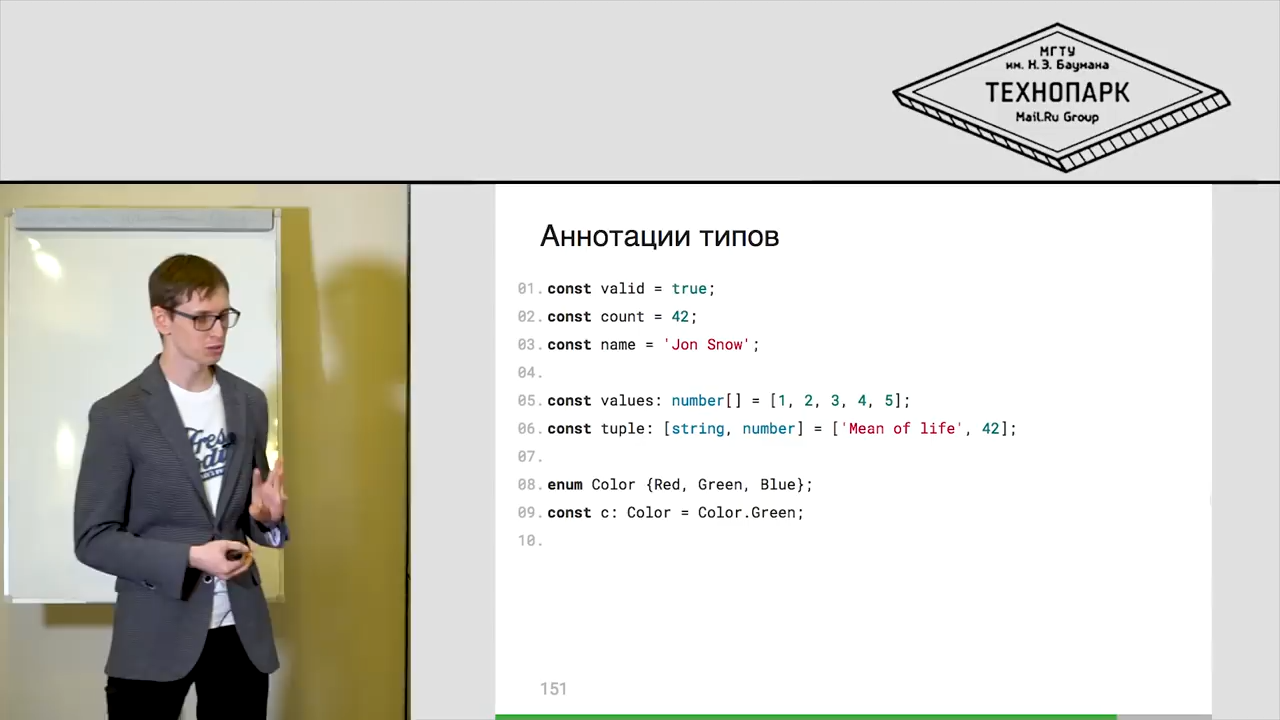 МГТУ
им. Н.Э. Баумана
ТЕХНОПАРК
Mail.Ru Group
Аннотации типов
01. const valid = true;
02. const count = 42;
03. const name = 'Jon Snow';
04.
05. const values: number[] = [1, 2, 3, 4, 5];
06. const tuple: [string, number] = ['Mean of life', 42];
07.
08. enum Color {Red, Green, Blue};
09. const c: Color = Color.Green;
10.
151